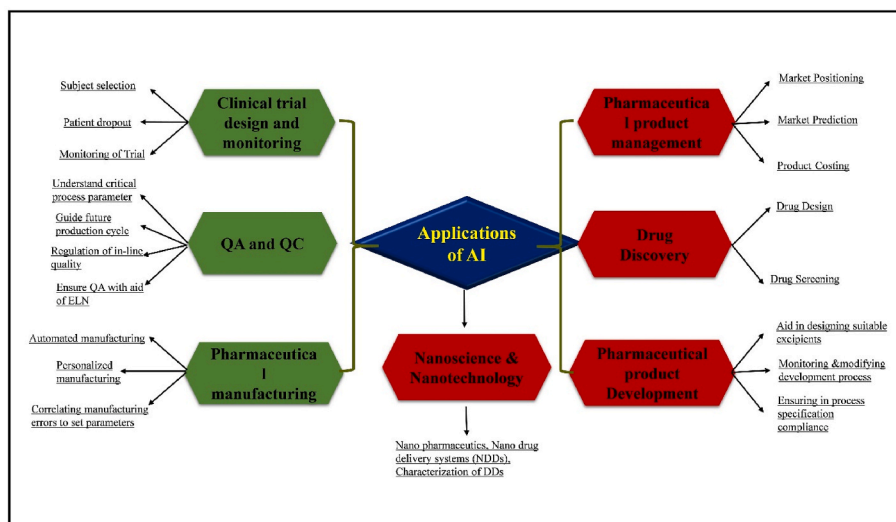 Subject selection
Patient dropout
Monitoring of Trial
Clinical trial
design and
monitoring
Understand critical
process parameter
Guide future
production cycle
Regulation of in-line
quality
Ensure QA with aid
of ELN
QA and QC
Automated manufacturing
Personalized
manufacturing
Correlating manufacturing
errors to set parameters
Pharmaceutica
l
manufacturing
Applications
of AI
Nanoscience &
Nanotechnology
Nano pharmaceutics, Nano drug
delivery systems (NDDs),
Characterization of DDs
Pharmaceutica
l product
management
Market Positioning
Market Prediction
Product Costing
Drug
Discovery
Drug Design
Drug Screening
Pharmaceutical
product
Development
Aid in designing suitable
excipients
Monitoring &modifying
development process
Ensuring in process
specification
compliance